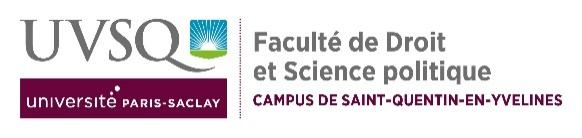 UVSQ
université PARIS-SACLAY
Faculté de Droit
et Science politique
CAMPUS DE SAINT-QUENTIN-EN-YVELINES